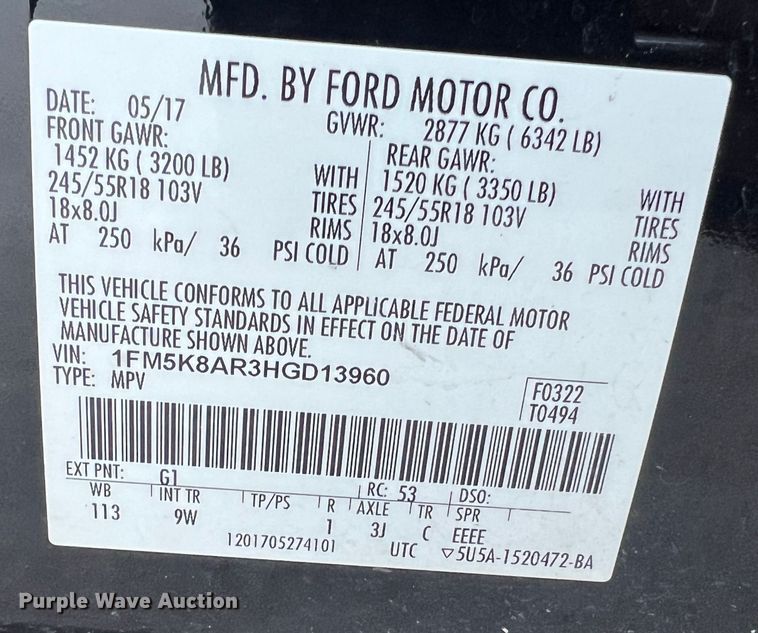 MFD. BY FORD MOTOR CO.
DATE: 05/17
GVWR: 2877 KG ( 6342 LB)
FRONT GAWR:
1452 KG ( 3200 LB)
WITH
245/55R18 103V
TIRES
18x8.0J
RIMS
AT 250 kPa/ 36 PSI COLD
REAR GAWR:
1520 KG ( 3350 LB)
WITH
245/55R18 103V
TIRES
18x8.0J
RIMS
AT 250 kPa/ 36 PSI COLD
THIS VEHICLE CONFORMS TO ALL APPLICABLE FEDERAL MOTOR
VEHICLE SAFETY STANDARDS IN EFFECT ON THE DATE OF
MANUFACTURE SHOWN ABOVE.
VIN: 1FM5K8AR3HGD13960
TYPE: MPV
F0322
T0494
EXT PNT: G1 RC: 53 DSO:
WB INT TR TP/PS R AXLE TR SPR
113 9W 1 3J C EEEE
1201705274101 UTC ▽5U5A-1520472-BA
Purple Wave Auction